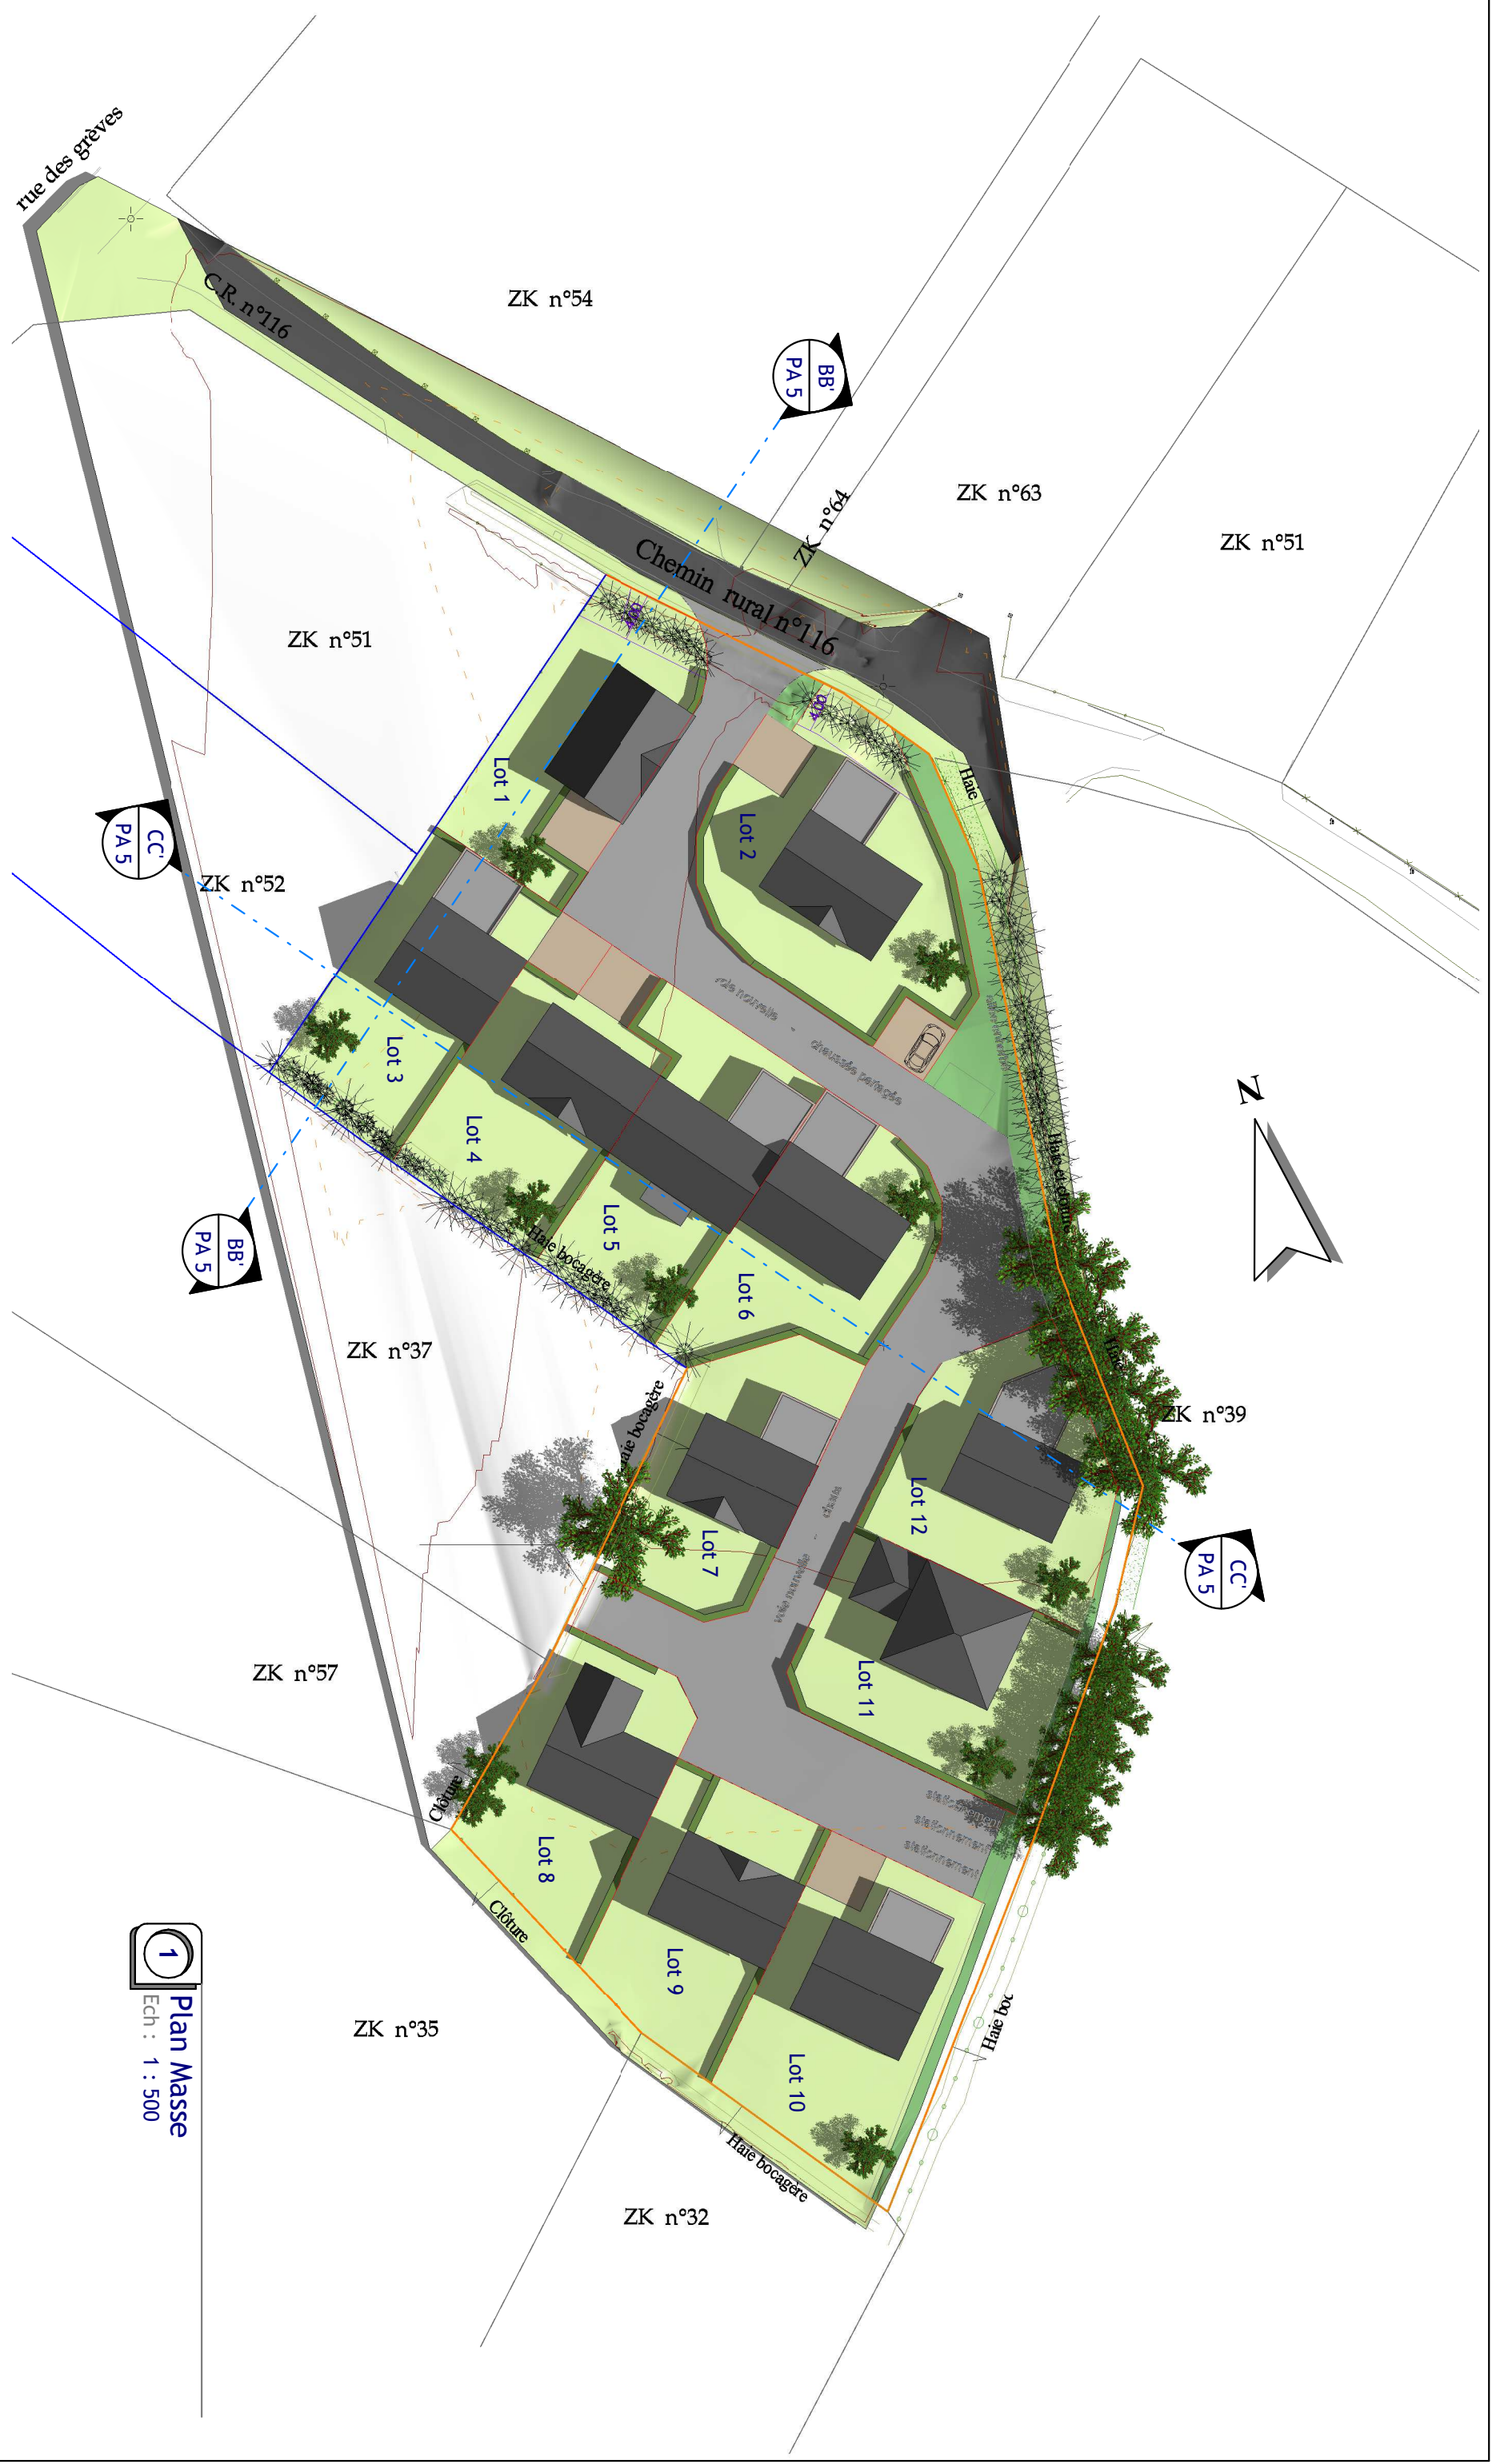 rue des grèves
C.R. n°116
ZK n°54
BB'
PA 5
ZK n°64
ZK n°63
ZK n°51
Chemin rural n°116
ZK n°51
Haie
Lot 1
Lot 2
CC'
PA 5
ZK n°52
voie nouvelle - chaussée partagée
Lot 3
Lot 4
Lot 5
Lot 6
N
Haie bocagère
BB'
PA 5
ZK n°37
Haie
ZK n°39
Haie bocagère
Lot 7
Lot 12
CC'
PA 5
Lot 11
ZK n°57
Clôture
Lot 8
stationnement
stationnement
stationnement
Clôture
Lot 9
Lot 10
Haie boc
Haie bocagère
ZK n°35
ZK n°32
1
Plan Masse
Ech : 1 : 500